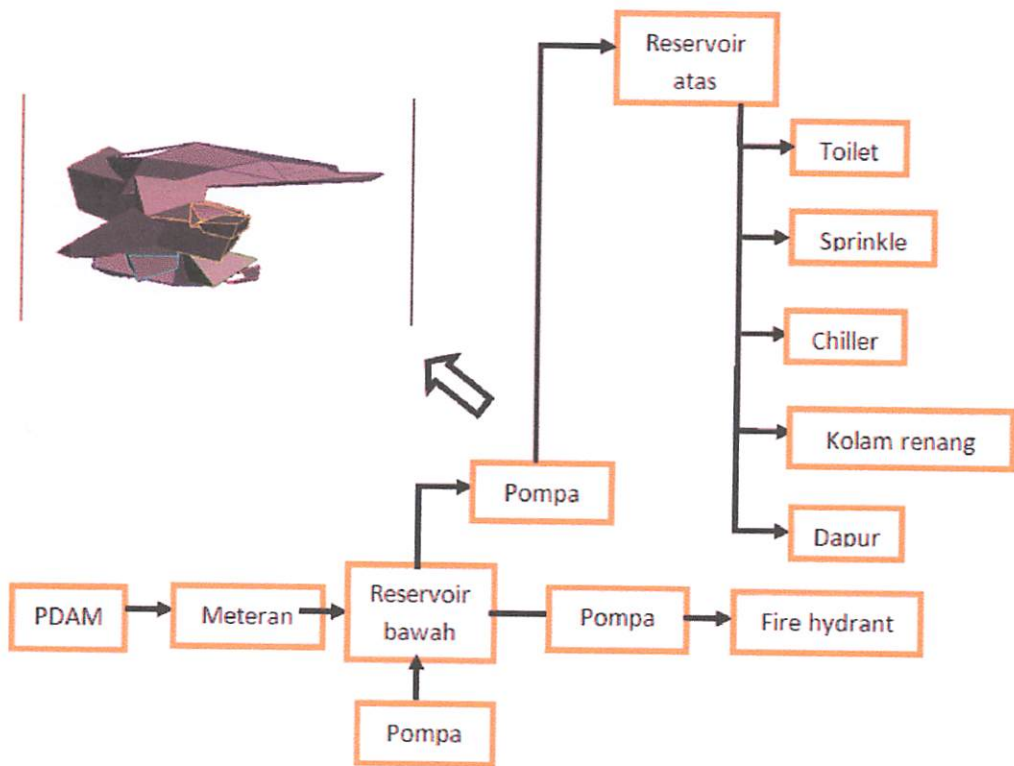 Reservoir
atas
Toilet
Sprinkle
Chiller
Kolam renang
Pompa
Dapur
PDAM
Meteran
Reservoir
bawah
Pompa
Fire hydrant
Pompa